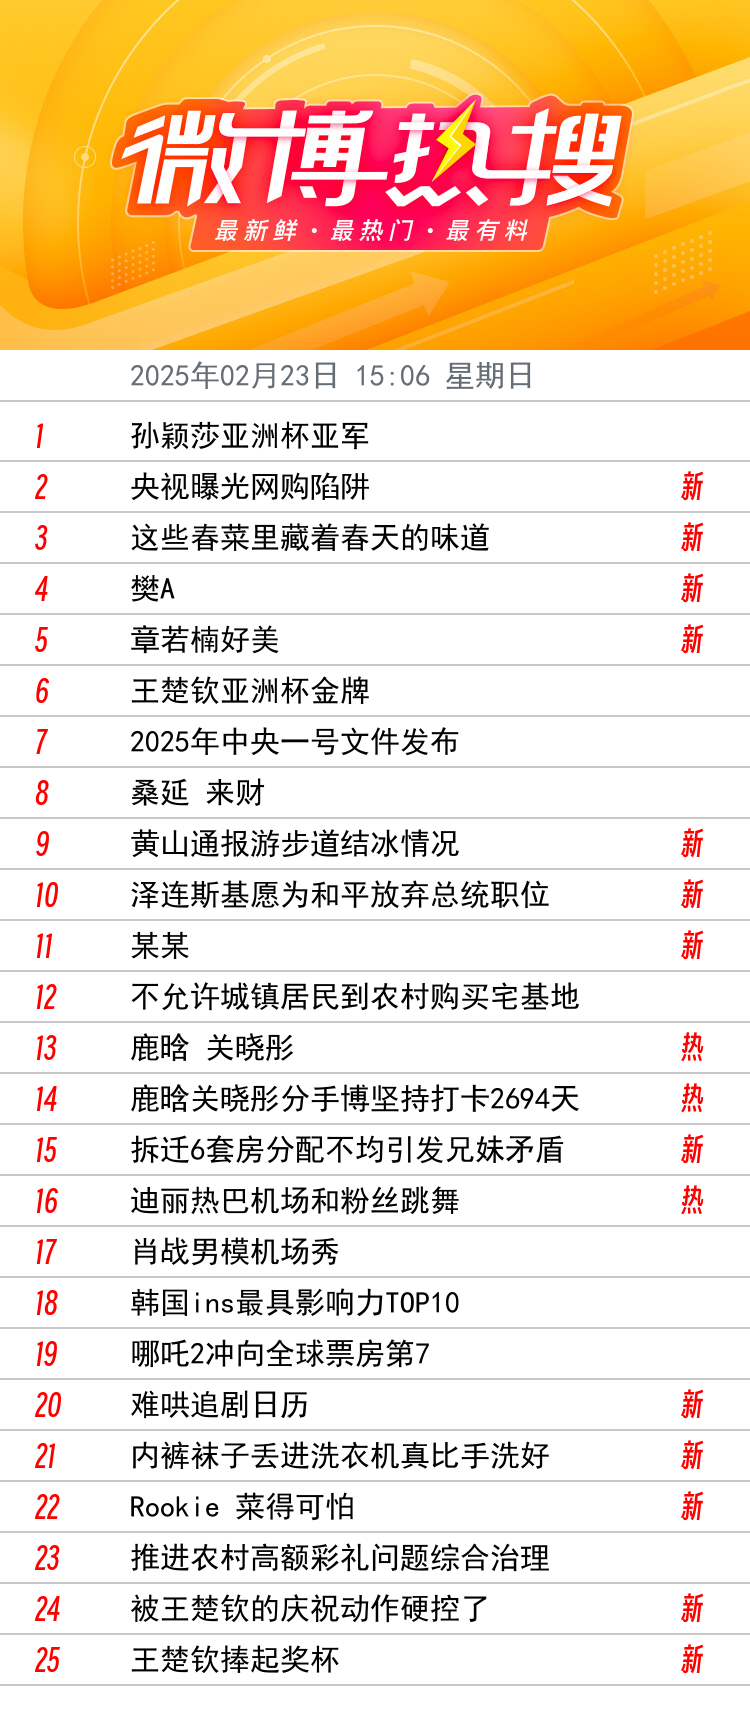 微博热搜
最新鲜·最热门·最有料
2025年02月23日 15:06 星期日
1 孙颖莎亚洲杯亚军
2 央视曝光网购陷阱 新
3 这些春菜里藏着春天的味道 新
4 樊A 新
5 章若楠好美 新
6 王楚钦亚洲杯金牌
7 2025年中央一号文件发布
8 桑延 来财
9 黄山通报游步道结冰情况 新
10 泽连斯基愿为和平放弃总统职位 新
11 某某 新
12 不允许城镇居民到农村购买宅基地
13 鹿晗 关晓彤 热
14 鹿晗关晓彤分手博坚持打卡2694天 热
15 拆迁6套房分配不均引发兄妹矛盾 新
16 迪丽热巴机场和粉丝跳舞 热
17 肖战男模机场秀
18 韩国ins最具影响力TOP10
19 哪吒2冲向全球票房第7
20 难哄追剧日历 新
21 内裤袜子丢进洗衣机真比手洗好 新
22 Rookie 菜得可怕 新
23 推进农村高额彩礼问题综合治理
24 被王楚钦的庆祝动作硬控了 新
25 王楚钦捧起奖杯 新